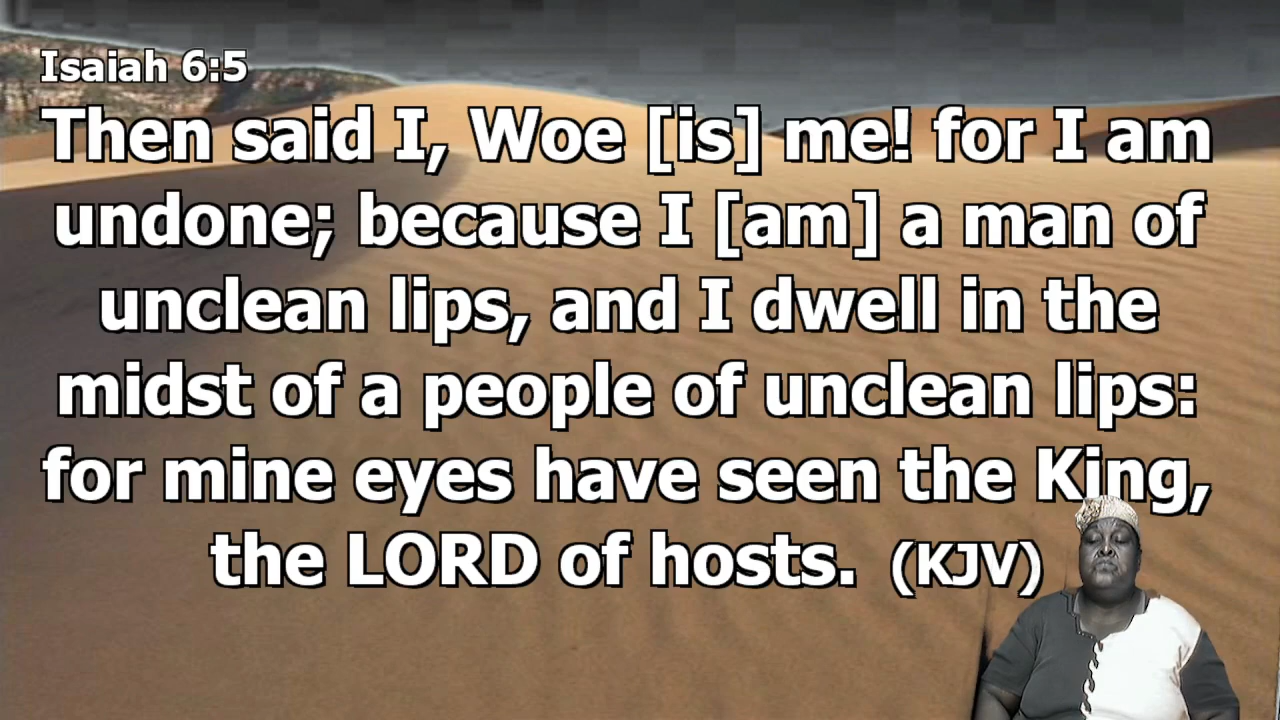 Isaiah 6:5
Then said I, Woe [is] me! for I am
undone; because I [am] a man of
unclean lips, and I dwell in the
midst of a people of unclean lips:
for mine eyes have seen the King,
the LORD of hosts. (KJV)